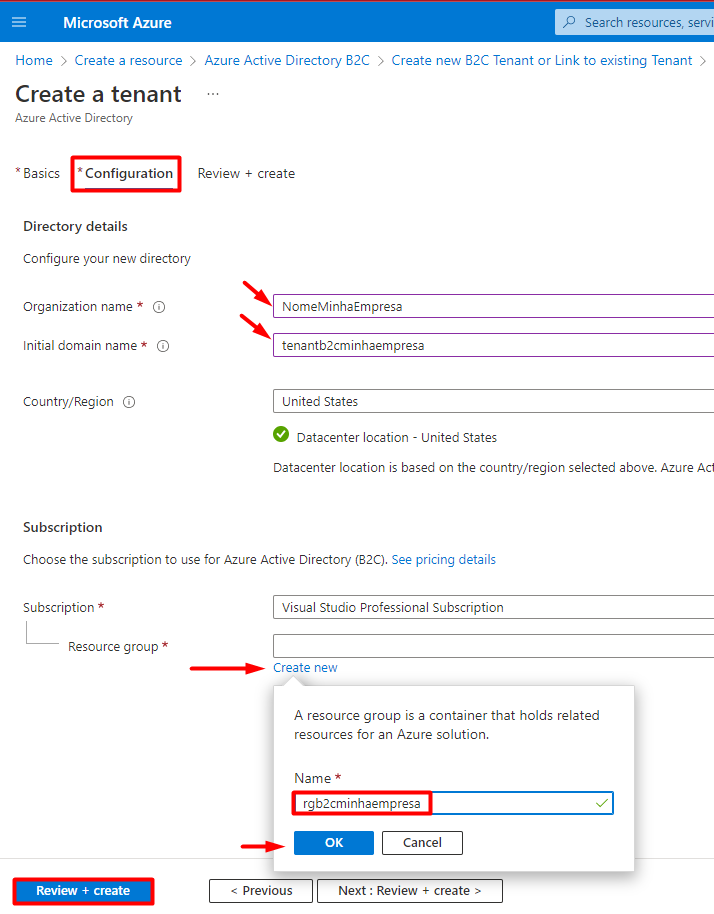 Microsoft Azure
Search resources, servi
Home > Create a resource > Azure Active Directory B2C > Create new B2C Tenant or Link to existing Tenant >
Create a tenant ...
Azure Active Directory
* Basics * Configuration Review + create
Directory details
Configure your new directory
Organization name * NomeMinhaEmpresa
Initial domain name * tenantb2cminhaempresa
Country/Region United States
Datacenter location - United States
Datacenter location is based on the country/region selected above. Azure Act
Subscription
Choose the subscription to use for Azure Active Directory (B2C). See pricing details
Subscription * Visual Studio Professional Subscription
Resource group *
Create new
A resource group is a container that holds related
resources for an Azure solution.
Name *
rgb2cminhaempresa
OK Cancel
Review + create < Previous Next : Review + create >